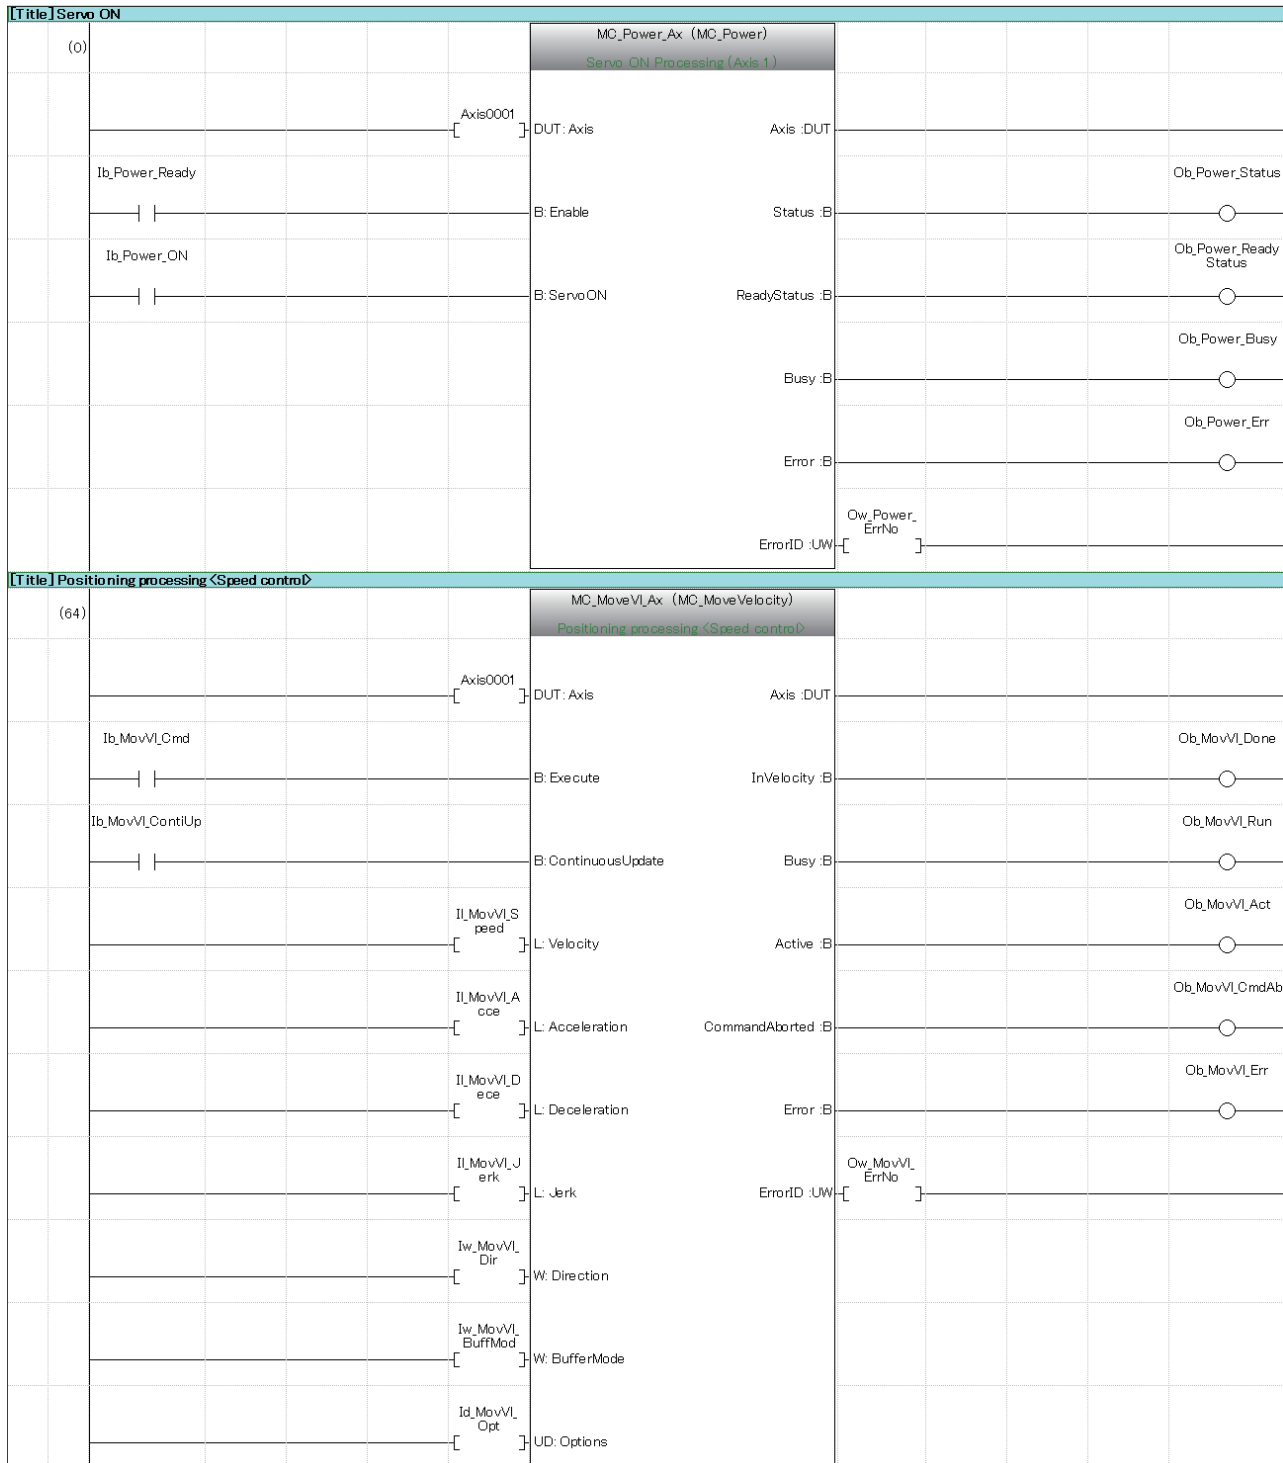 [Title] Servo ON
(0)
MC_Power_Ax (MC_Power)
Servo ON Processing (Axis 1)
Axis0001
DUT: Axis
Axis :DUT
Ib_Power_Ready
Ob_Power_Status
B: Enable
Status :B
Ib_Power_ON
Ob_Power_Ready
Status
B: ServoON
ReadyStatus :B
Ob_Power_Busy
Busy :B
Ob_Power_Err
Error :B
Ow_Power_
ErrNo
ErrorID :UW
[Title] Positioning processing <Speed control>
(64)
MC_MoveVl_Ax (MC_MoveVelocity)
Positioning processing <Speed control>
Axis0001
DUT: Axis
Axis :DUT
Ib_MovVl_Cmd
Ob_MovVl_Done
B: Execute
InVelocity :B
Ib_MovVl_ContiUp
Ob_MovVl_Run
B: ContinuousUpdate
Busy :B
Il_MovVl_S
peed
Ob_MovVl_Act
L: Velocity
Active :B
Il_MovVl_A
cce
Ob_MovVl_CmdAb
L: Acceleration
CommandAborted :B
Il_MovVl_D
ece
Ob_MovVl_Err
L: Deceleration
Error :B
Il_MovVl_J
erk
Ow_MovVl_
ErrNo
L: Jerk
ErrorID :UW
Iw_MovVl_
Dir
W: Direction
Iw_MovVl_
BuffMod
W: BufferMode
Id_MovVl_
Opt
UD: Options